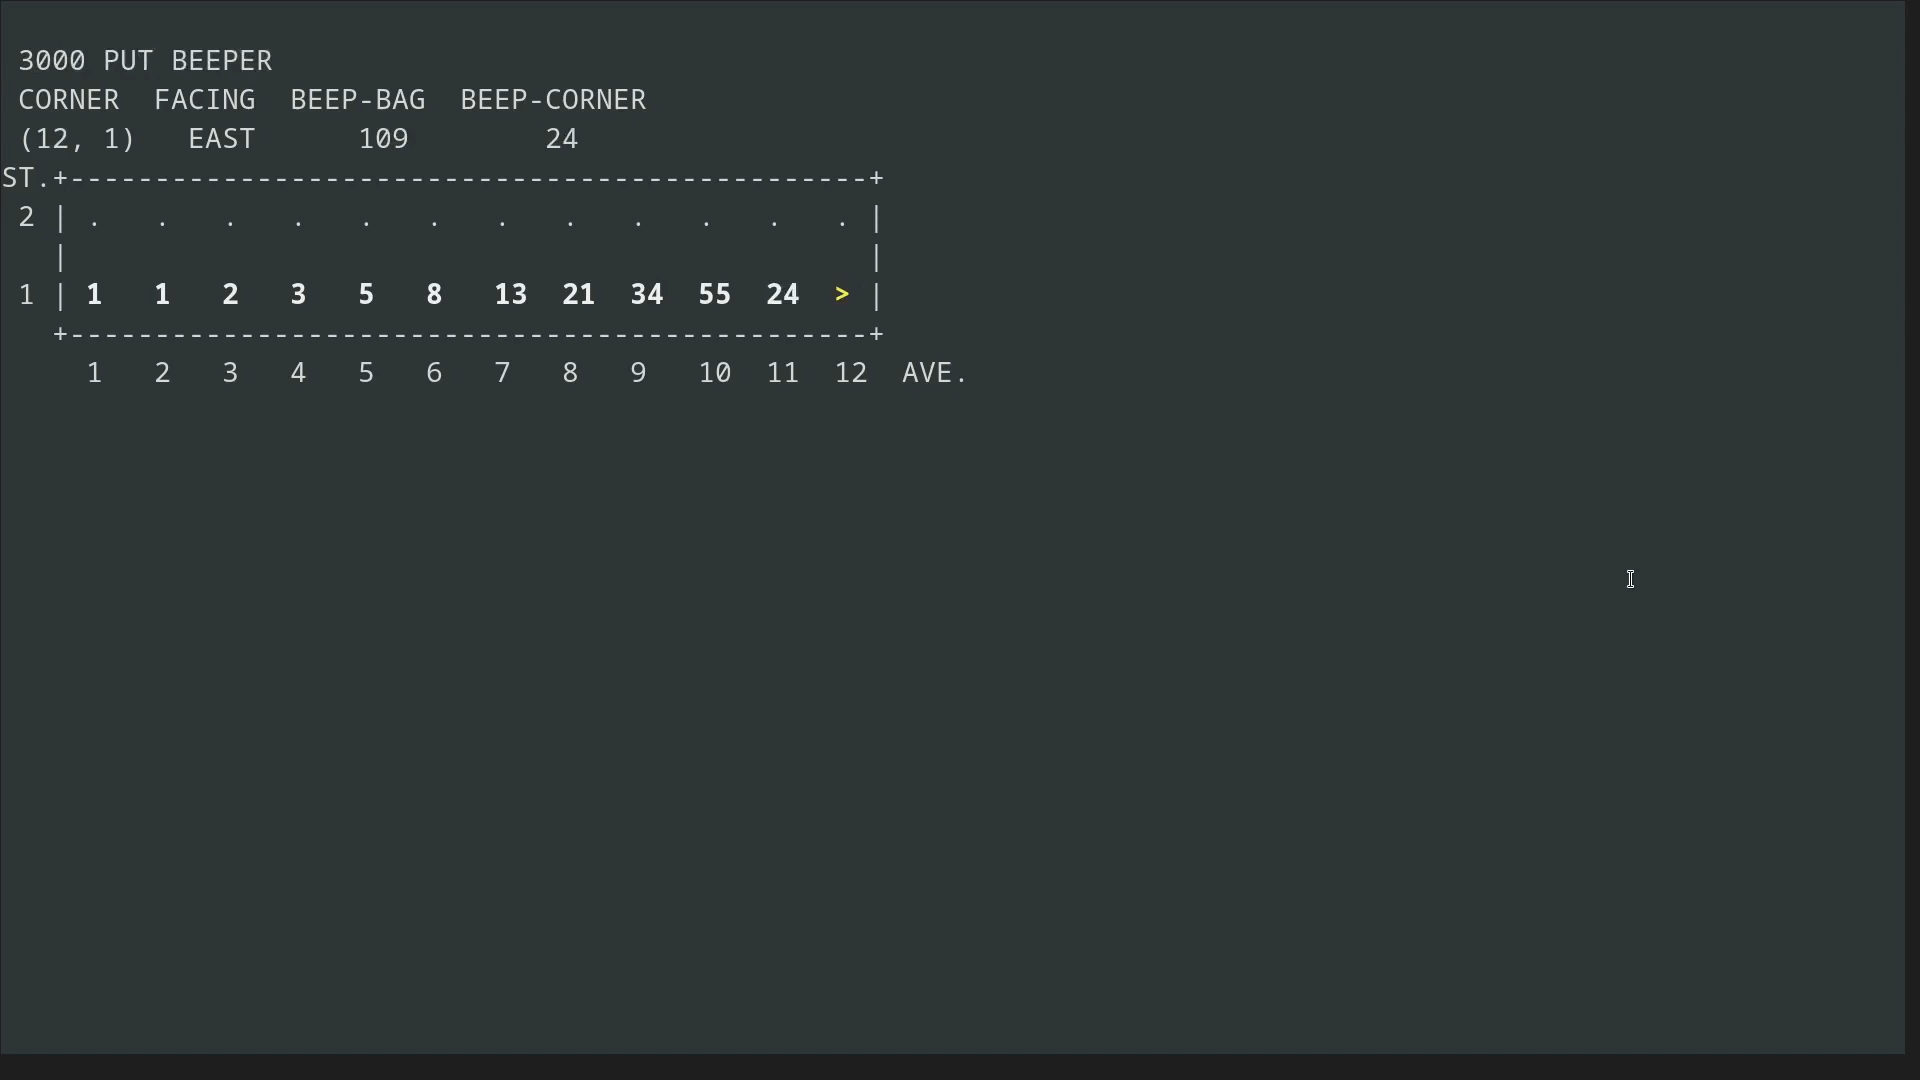 3000 PUT BEEPER
CORNER  FACING  BEEP-BAG  BEEP-CORNER
(12, 1)   EAST      109        24
ST.+-----------------------------------------------+
 2 | .   .   .   .   .   .   .   .   .   .   .   . |
   |                                               |
 1 | 1   1   2   3   5   8   13  21  34  55  24  > |
   +-----------------------------------------------+
     1   2   3   4   5   6   7   8   9   10  11  12  AVE.